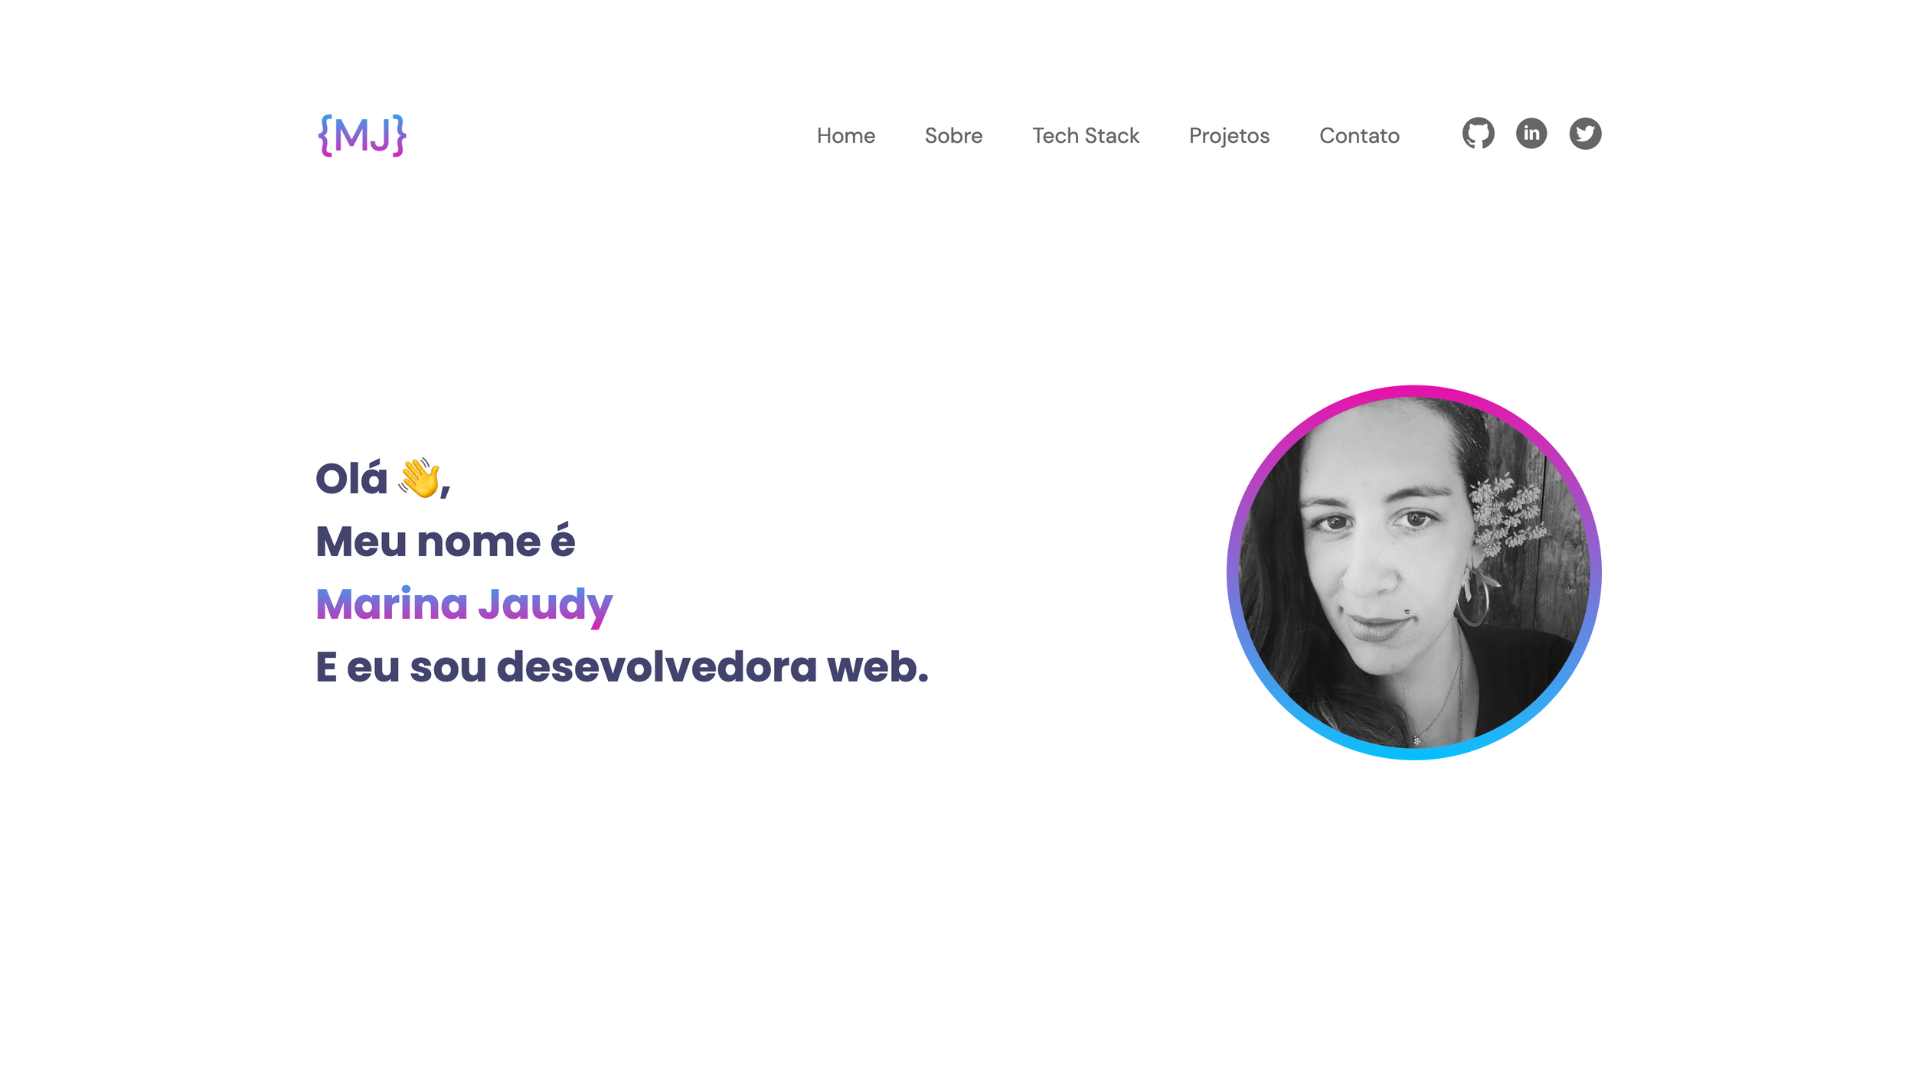 {MJ}
Home Sobre Tech Stack Projetos Contato in
Olá 👋,
Meu nome é
Marina Jaudy
E eu sou desevolvedora web.